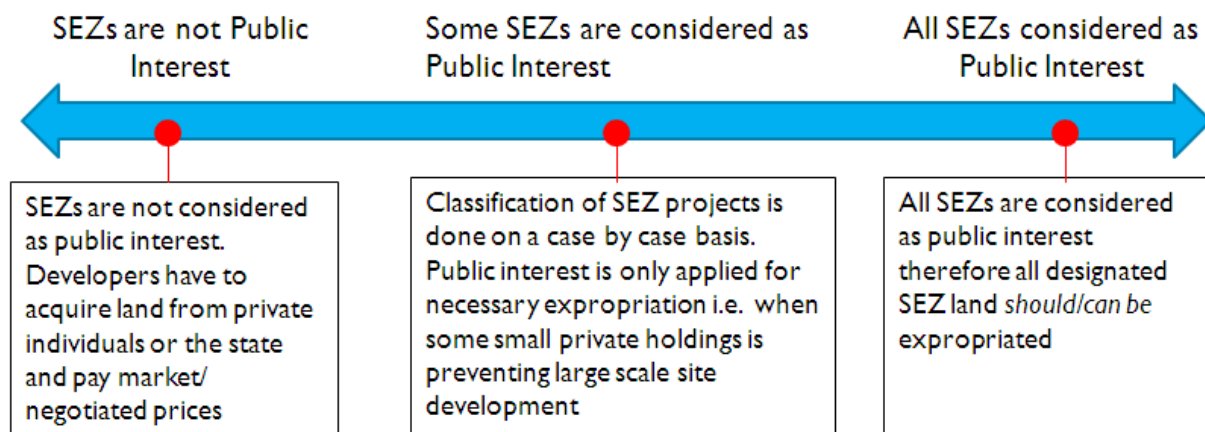 SEZs are not Public
Interest
Some SEZs are considered as
Public Interest
All SEZs considered as
Public Interest
SEZs are not considered
as public interest.
Developers have to
acquire land from private
individuals or the state
and pay market/
negotiated prices
Classification of SEZ projects is
done on a case by case basis.
Public interest is only applied for
necessary expropriation i.e. when
some small private holdings is
preventing large scale site
development
All SEZs are considered
as public interest
therefore all designated
SEZ land should/can be
expropriated